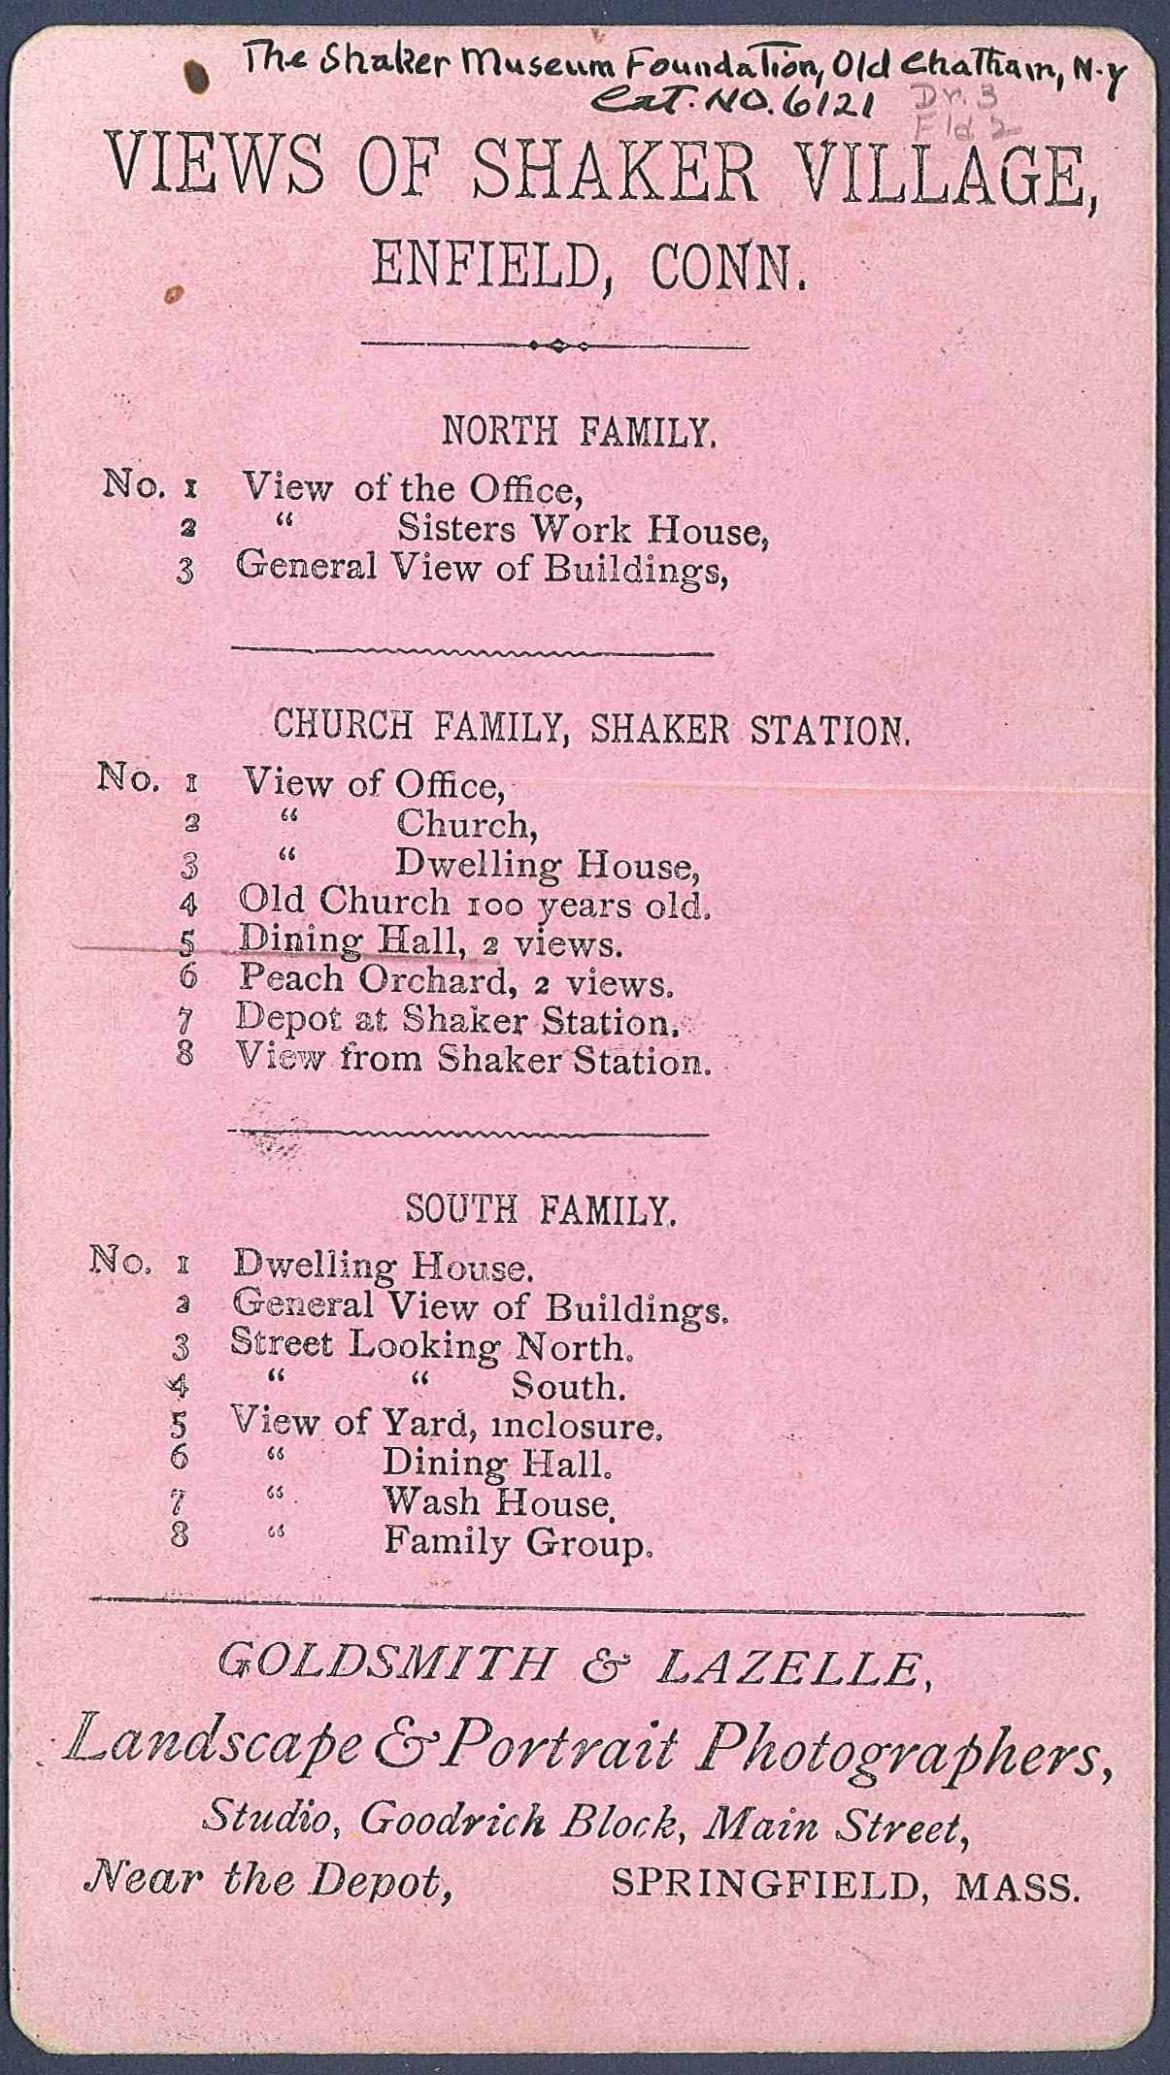 The Shaker Museum Foundation, Old Chatham, N.Y
Cat. NO. 6121 Dr. 3
Fld 2
VIEWS OF SHAKER VILLAGE,
ENFIELD, CONN.
NORTH FAMILY.
No. 1 View of the Office,
2 “ Sisters Work House,
3 General View of Buildings,
CHURCH FAMILY, SHAKER STATION.
No. 1 View of Office,
2 “ Church,
3 “ Dwelling House,
4 Old Church 100 years old.
5 Dining Hall, 2 views.
6 Peach Orchard, 2 views.
7 Depot at Shaker Station.
8 View from Shaker Station.
SOUTH FAMILY.
No. 1 Dwelling House.
2 General View of Buildings.
3 Street Looking North.
4 “ “ South.
5 View of Yard, inclosure.
6 “ Dining Hall.
7 “ Wash House.
8 “ Family Group.
GOLDSMITH & LAZELLE,
Landscape & Portrait Photographers,
Studio, Goodrich Block, Main Street,
Near the Depot, SPRINGFIELD, MASS.